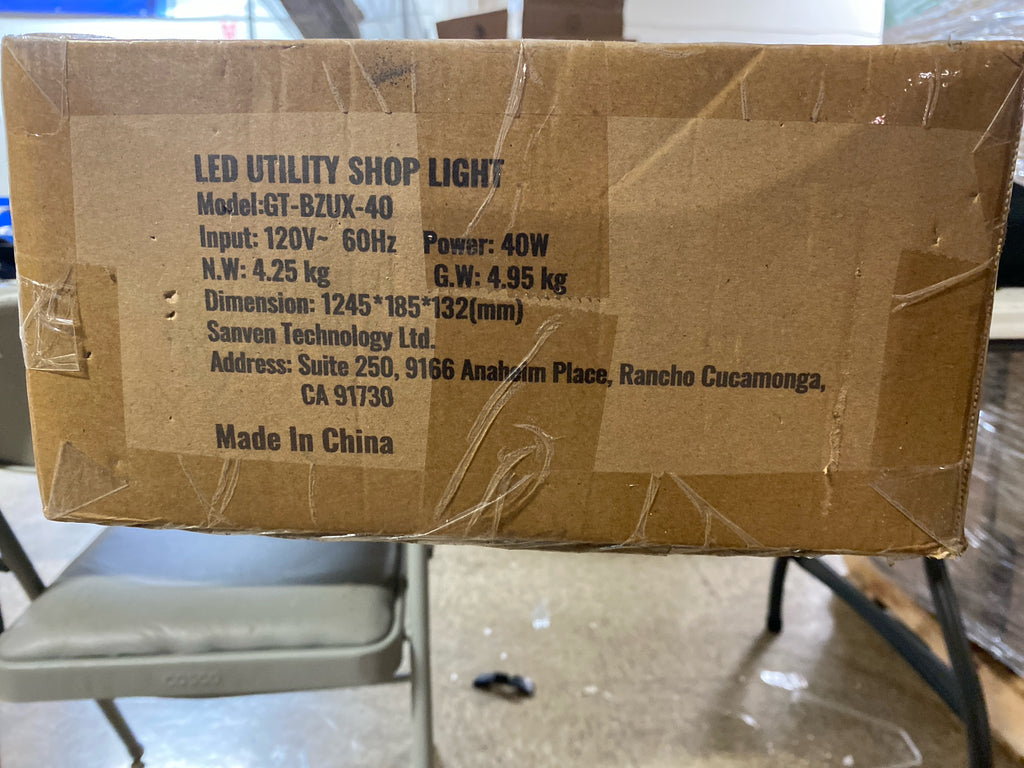 LED UTILITY SHOP LIGHT
Model:GT-BZUX-40
Input: 120V~ 60Hz Power: 40W
N.W: 4.25 kg G.W: 4.95 kg
Dimension: 1245*185*132(mm)
Sanven Technology Ltd.
Address: Suite 250, 9166 Anaheim Place, Rancho Cucamonga,
CA 91730
Made In China
cosco